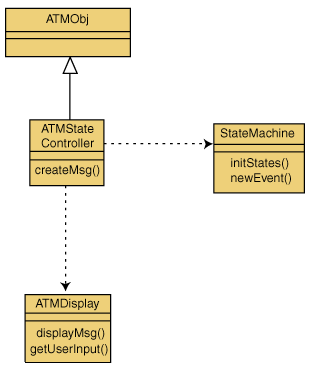 ATMObj
ATMState
Controller
createMsg()
StateMachine
initStates()
newEvent()
ATMDisplay
displayMsg()
getUserInput()